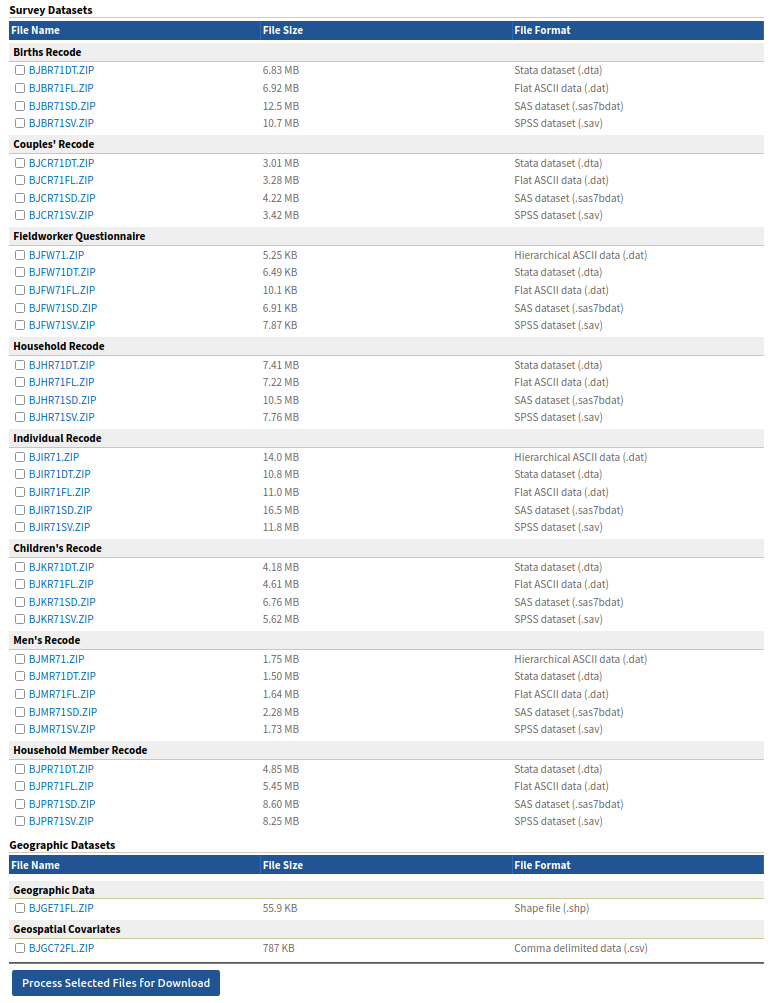 Survey Datasets
File Name File Size File Format
Births Recode
BJBR71DT.ZIP 6.83 MB Stata dataset (.dta)
BJBR71FL.ZIP 6.92 MB Flat ASCII data (.dat)
BJBR71SD.ZIP 12.5 MB SAS dataset (.sas7bdat)
BJBR71SV.ZIP 10.7 MB SPSS dataset (.sav)
Couples' Recode
BJCR71DT.ZIP 3.01 MB Stata dataset (.dta)
BJCR71FL.ZIP 3.28 MB Flat ASCII data (.dat)
BJCR71SD.ZIP 4.22 MB SAS dataset (.sas7bdat)
BJCR71SV.ZIP 3.42 MB SPSS dataset (.sav)
Fieldworker Questionnaire
BJFW71.ZIP 5.25 KB Hierarchical ASCII data (.dat)
BJFW71DT.ZIP 6.49 KB Stata dataset (.dta)
BJFW71FL.ZIP 10.1 KB Flat ASCII data (.dat)
BJFW71SD.ZIP 6.91 KB SAS dataset (.sas7bdat)
BJFW71SV.ZIP 7.87 KB SPSS dataset (.sav)
Household Recode
BJHR71DT.ZIP 7.41 MB Stata dataset (.dta)
BJHR71FL.ZIP 7.22 MB Flat ASCII data (.dat)
BJHR71SD.ZIP 10.5 MB SAS dataset (.sas7bdat)
BJHR71SV.ZIP 7.76 MB SPSS dataset (.sav)
Individual Recode
BJIR71.ZIP 14.0 MB Hierarchical ASCII data (.dat)
BJIR71DT.ZIP 10.8 MB Stata dataset (.dta)
BJIR71FL.ZIP 11.0 MB Flat ASCII data (.dat)
BJIR71SD.ZIP 16.5 MB SAS dataset (.sas7bdat)
BJIR71SV.ZIP 11.8 MB SPSS dataset (.sav)
Children's Recode
BJKR71DT.ZIP 4.18 MB Stata dataset (.dta)
BJKR71FL.ZIP 4.61 MB Flat ASCII data (.dat)
BJKR71SD.ZIP 6.76 MB SAS dataset (.sas7bdat)
BJKR71SV.ZIP 5.62 MB SPSS dataset (.sav)
Men's Recode
BJMR71.ZIP 1.75 MB Hierarchical ASCII data (.dat)
BJMR71DT.ZIP 1.50 MB Stata dataset (.dta)
BJMR71FL.ZIP 1.64 MB Flat ASCII data (.dat)
BJMR71SD.ZIP 2.28 MB SAS dataset (.sas7bdat)
BJMR71SV.ZIP 1.73 MB SPSS dataset (.sav)
Household Member Recode
BJPR71DT.ZIP 4.85 MB Stata dataset (.dta)
BJPR71FL.ZIP 5.45 MB Flat ASCII data (.dat)
BJPR71SD.ZIP 8.60 MB SAS dataset (.sas7bdat)
BJPR71SV.ZIP 8.25 MB SPSS dataset (.sav)
Geographic Datasets
File Name File Size File Format
Geographic Data
BJGE71FL.ZIP 55.9 KB Shape file (.shp)
Geospatial Covariates
BJGC72FL.ZIP 787 KB Comma delimited data (.csv)
Process Selected Files for Download